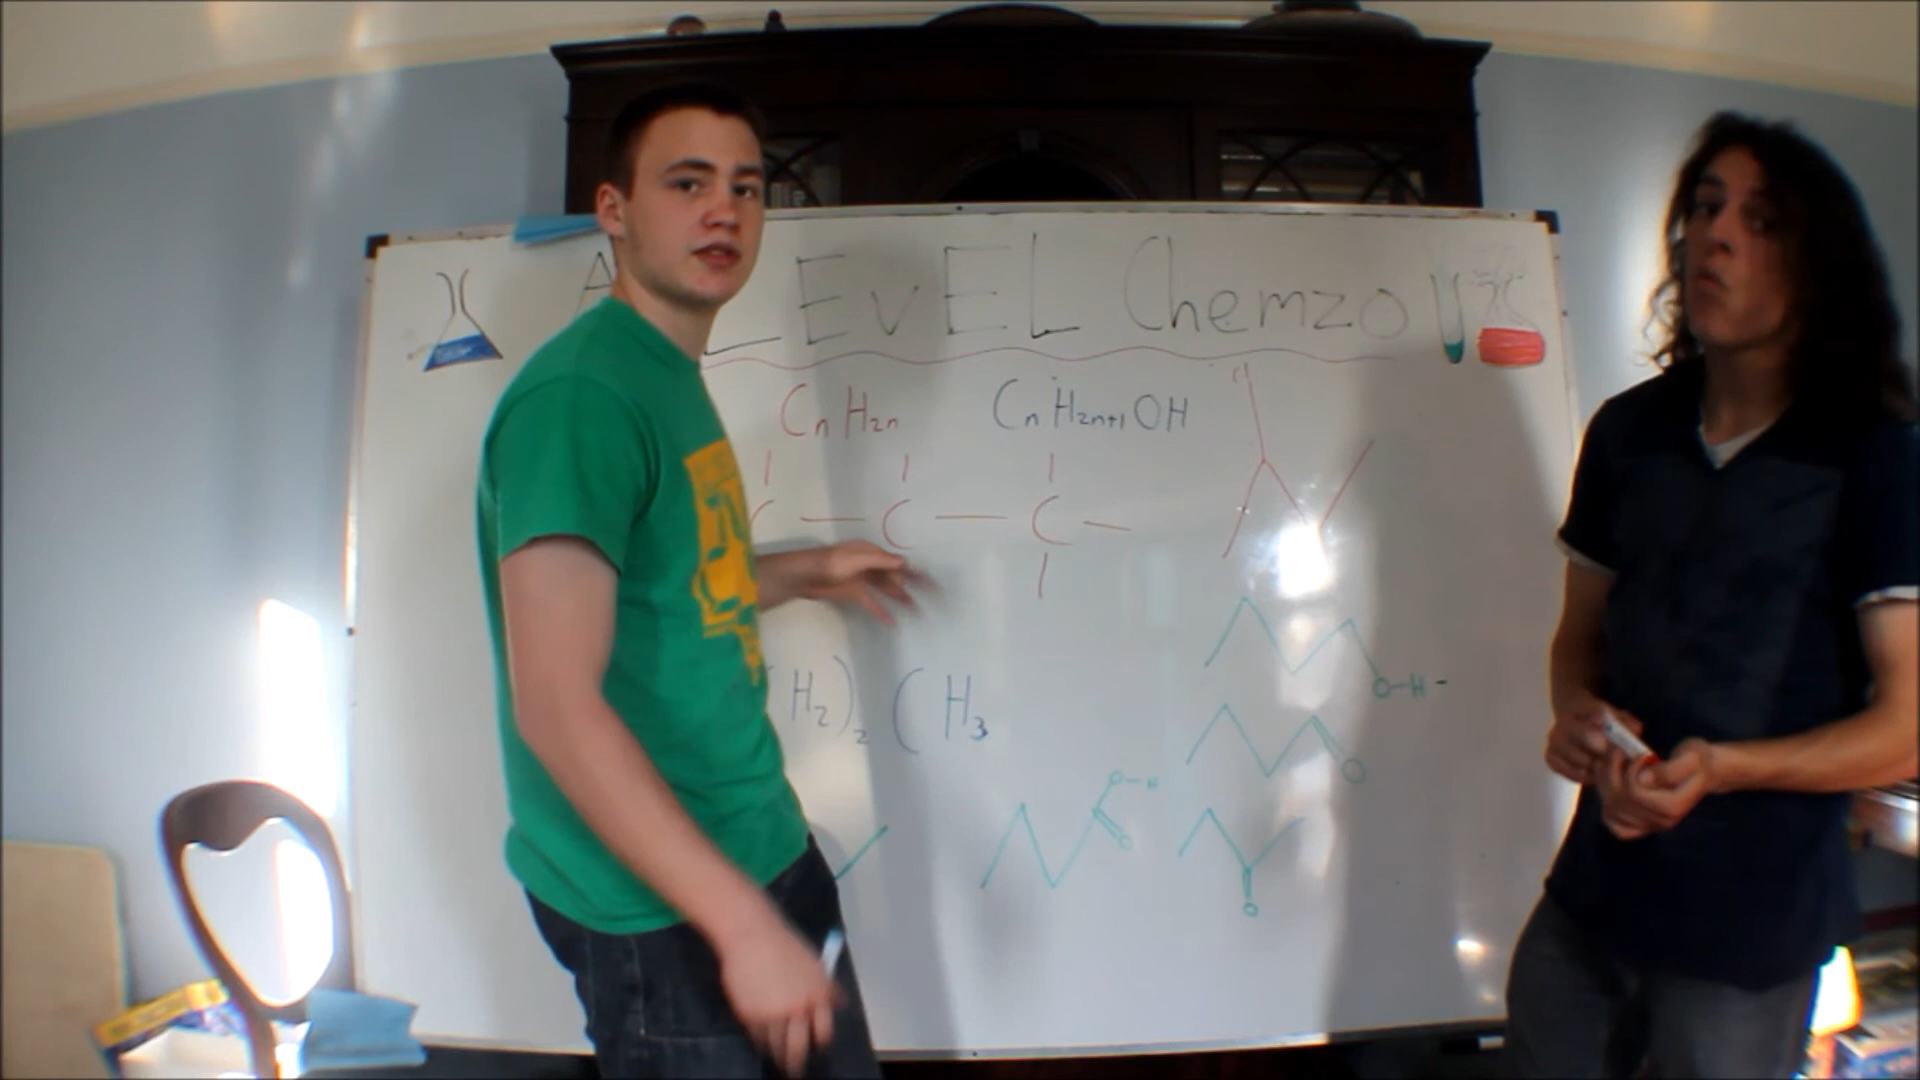 A LEVEL Chemzo
CnH2n CnH2n+1OH
C — C — C —
H2)2 CH3
O-H
O
O-H
O
O